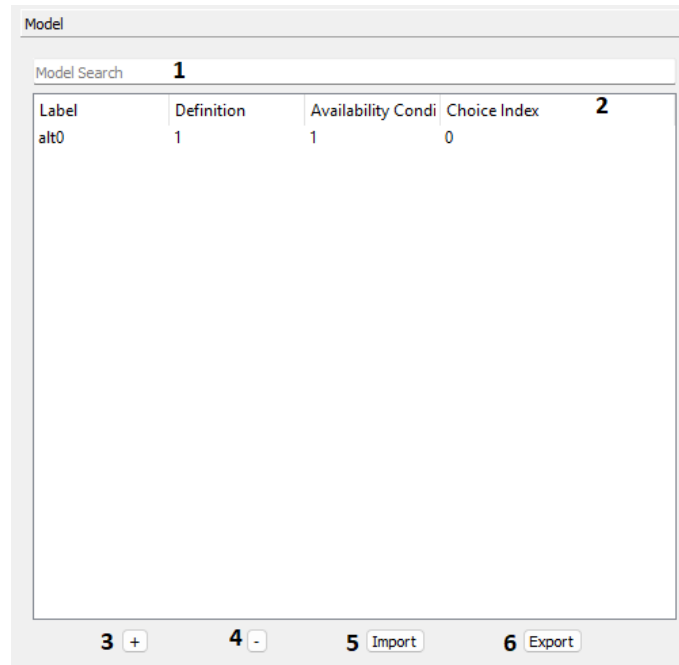 Model
Model Search 1
Label Definition Availability Condi Choice Index 2
alt0 1 1 0
3 + 4 - 5 Import 6 Export